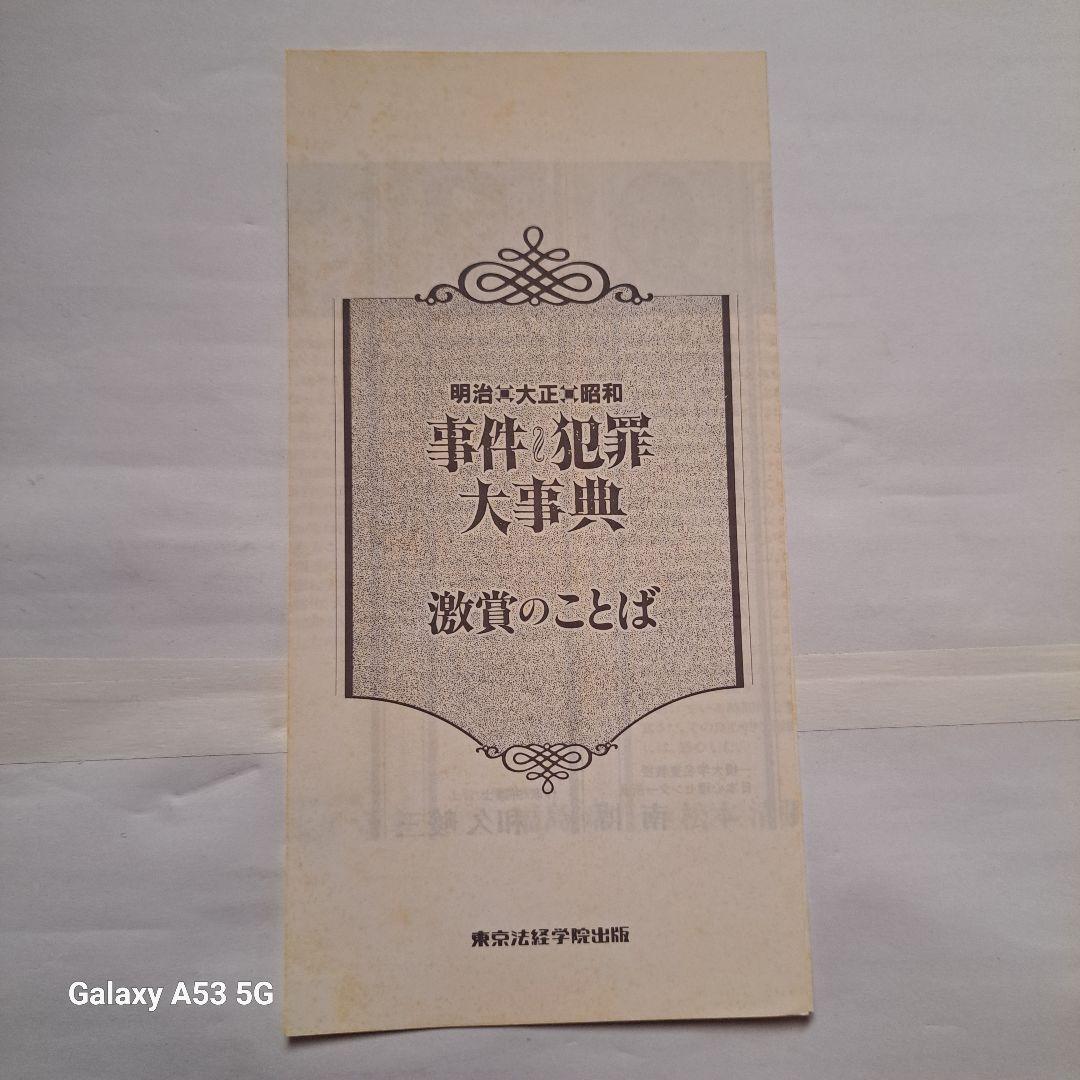 明治 大正 昭和
事件 犯罪
大事典
激賞のことば
東京法経学院出版
Galaxy A53 5G